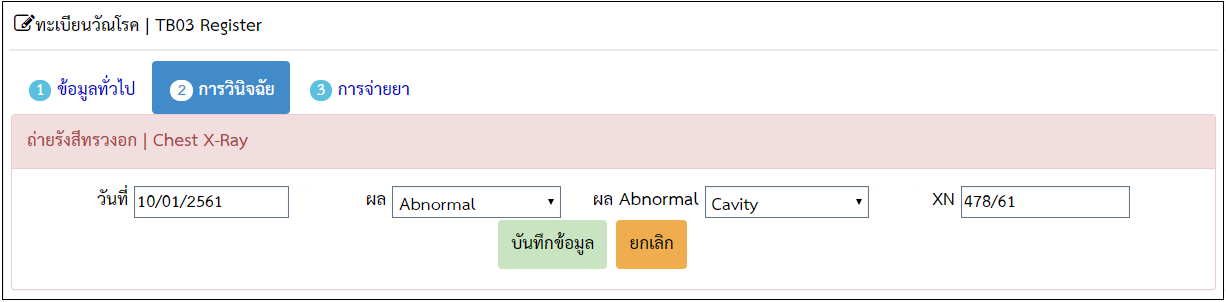 ทะเบียนวัณโรค | TB03 Register
1 ข้อมูลทั่วไป 2 การวินิจฉัย 3 การจ่ายยา
ถ่ายรังสีทรวงอก | Chest X-Ray
วันที่ 10/01/2561 ผล Abnormal ผล Abnormal Cavity XN 478/61
บันทึกข้อมูล ยกเลิก